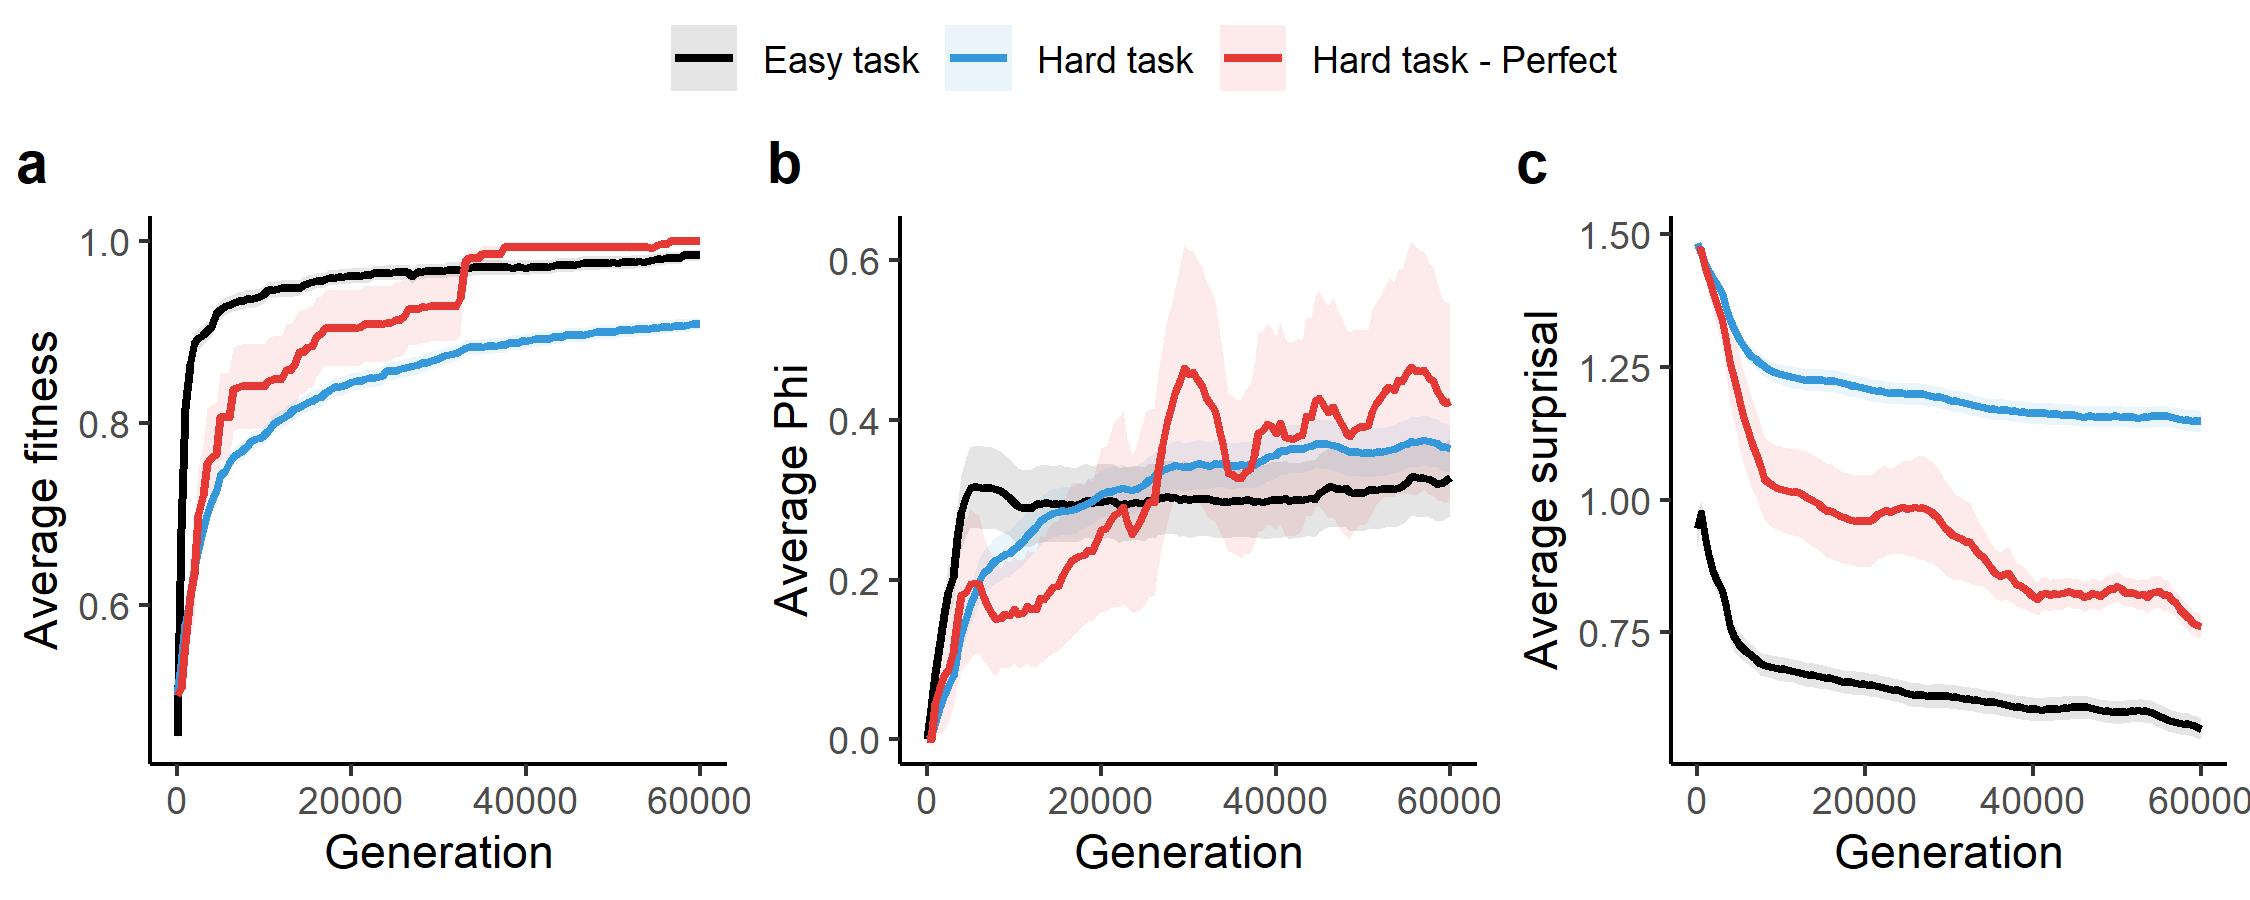 Easy task Hard task Hard task - Perfect
a
Average fitness
1.0
0.8
0.6
0 20000 40000 60000
Generation
b
Average Phi
0.6
0.4
0.2
0.0
0 20000 40000 60000
Generation
c
Average surprisal
1.50
1.25
1.00
0.75
0 20000 40000 60000
Generation